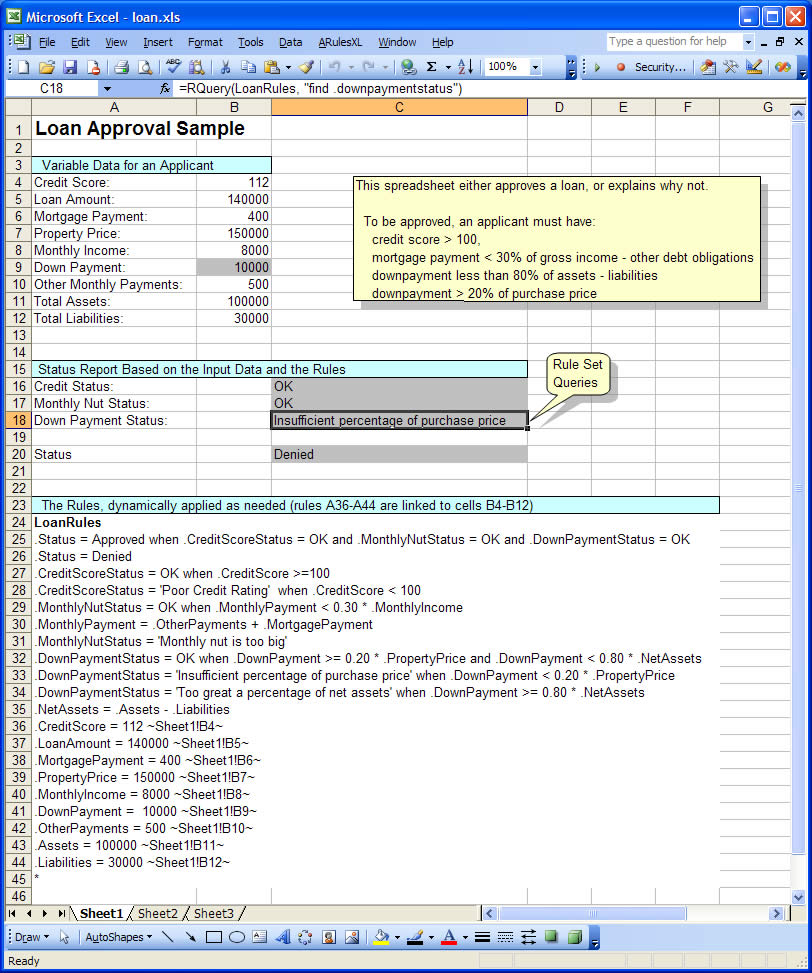 Microsoft Excel - loan.xls
File Edit View Insert Format Tools Data ARulesXL Window Help Type a question for help
100% Security...
C18 fx =RQuery(LoanRules, "find .downpaymentstatus")
A B C D E F G
1 Loan Approval Sample
2
3 Variable Data for an Applicant
4 Credit Score: 112
5 Loan Amount: 140000
6 Mortgage Payment: 400
7 Property Price: 150000
8 Monthly Income: 8000
9 Down Payment: 10000
10 Other Monthly Payments: 500
11 Total Assets: 100000
12 Total Liabilities: 30000
This spreadsheet either approves a loan, or explains why not.
To be approved, an applicant must have:
credit score > 100,
mortgage payment < 30% of gross income - other debt obligations
downpayment less than 80% of assets - liabilities
downpayment > 20% of purchase price
13
14
15 Status Report Based on the Input Data and the Rules
16 Credit Status: OK
17 Monthly Nut Status: OK
18 Down Payment Status: Insufficient percentage of purchase price
Rule Set
Queries
19
20 Status Denied
21
22
23 The Rules, dynamically applied as needed (rules A36-A44 are linked to cells B4-B12)
24 LoanRules
25 .Status = Approved when .CreditScoreStatus = OK and .MonthlyNutStatus = OK and .DownPaymentStatus = OK
26 .Status = Denied
27 .CreditScoreStatus = OK when .CreditScore >=100
28 .CreditScoreStatus = 'Poor Credit Rating' when .CreditScore < 100
29 .MonthlyNutStatus = OK when .MonthlyPayment < 0.30 * .MonthlyIncome
30 .MonthlyPayment = .OtherPayments + .MortgagePayment
31 .MonthlyNutStatus = 'Monthly nut is too big'
32 .DownPaymentStatus = OK when .DownPayment >= 0.20 * .PropertyPrice and .DownPayment < 0.80 * .NetAssets
33 .DownPaymentStatus = 'Insufficient percentage of purchase price' when .DownPayment < 0.20 * .PropertyPrice
34 .DownPaymentStatus = 'Too great a percentage of net assets' when .DownPayment >= 0.80 * .NetAssets
35 .NetAssets = .Assets - .Liabilities
36 .CreditScore = 112 ~Sheet1!B4~
37 .LoanAmount = 140000 ~Sheet1!B5~
38 .MortgagePayment = 400 ~Sheet1!B6~
39 .PropertyPrice = 150000 ~Sheet1!B7~
40 .MonthlyIncome = 8000 ~Sheet1!B8~
41 .DownPayment = 10000 ~Sheet1!B9~
42 .OtherPayments = 500 ~Sheet1!B10~
43 .Assets = 100000 ~Sheet1!B11~
44 .Liabilities = 30000 ~Sheet1!B12~
45 *
46
Sheet1 Sheet2 Sheet3
Draw AutoShapes
Ready